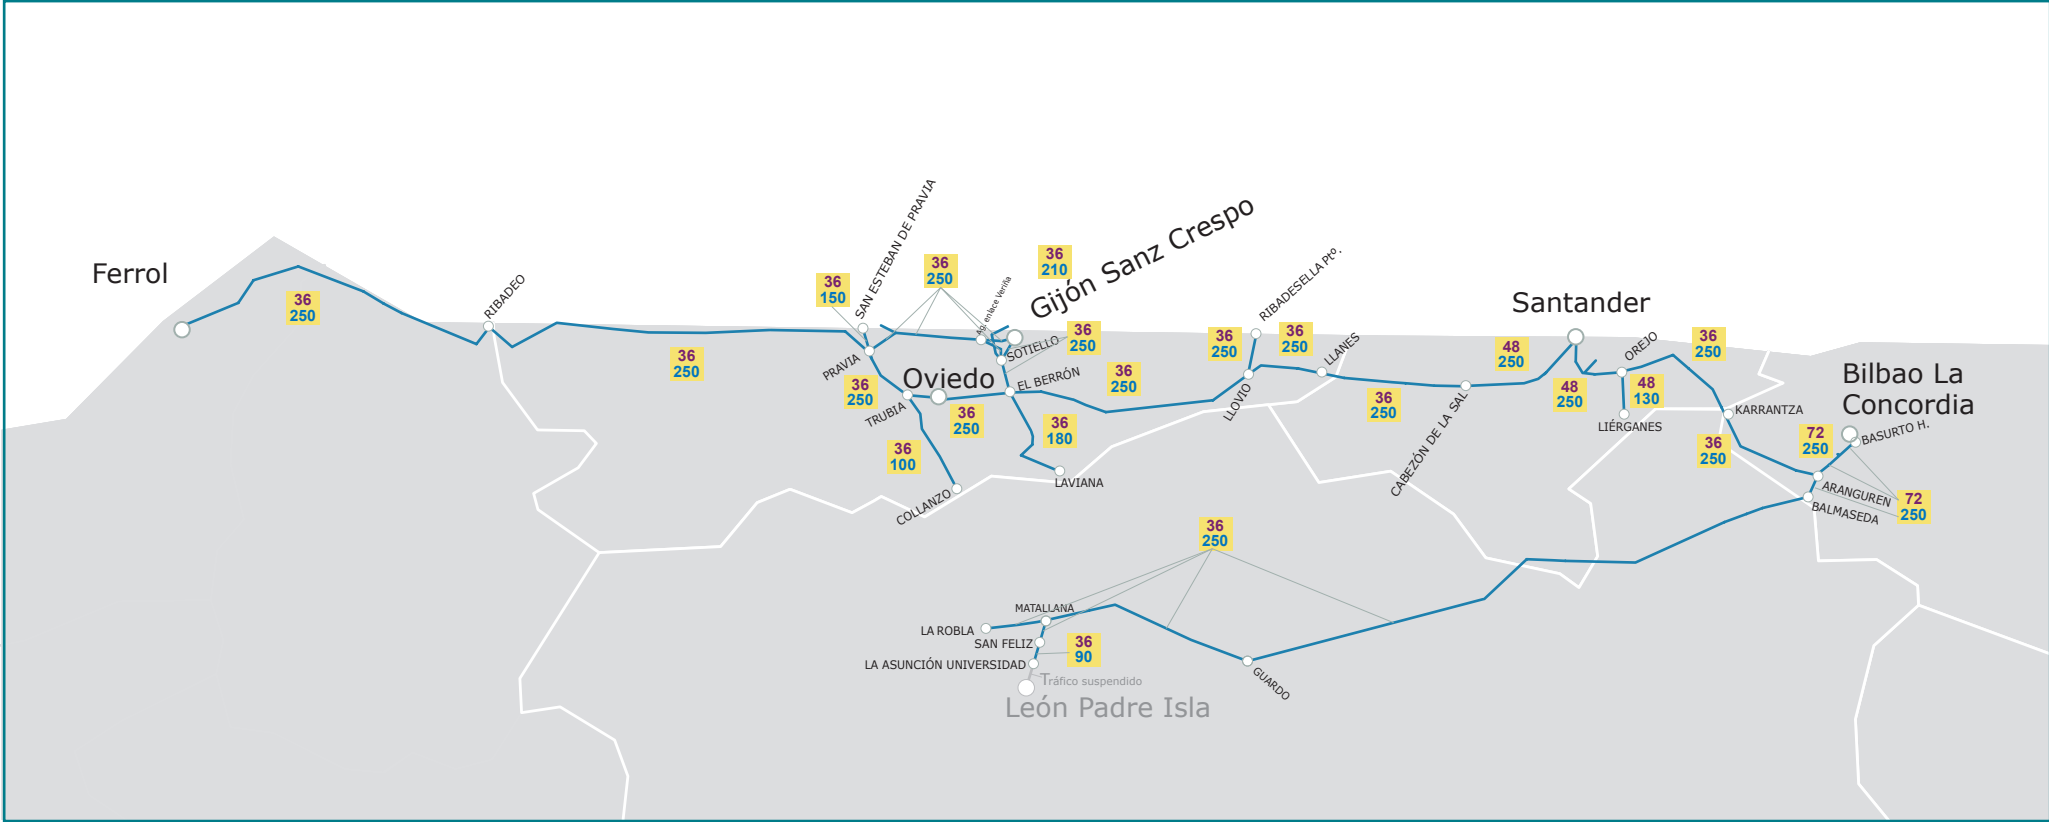 Ferrol
36
250
RIBADEO
36
250
36
150
SAN ESTEBAN DE PRAVIA
36
250
Ag. enlace Veriña
36
210
Gijón Sanz Crespo
SOTIELLO
36
250
PRAVIA
36
250
Oviedo
TRUBIA
36
250
EL BERRÓN
36
250
36
180
36
100
COLLANZO
LAVIANA
36
250
RIBADESELLA Pto.
36
250
LLANES
LLOVIO
36
250
CABEZÓN DE LA SAL
Santander
48
250
48
250
OREJO
48
130
LIÉRGANES
36
250
KARRANTZA
36
250
Bilbao La
Concordia
72
250
BASURTO H.
ARANGUREN
BALMASEDA
72
250
36
250
MATALLANA
LA ROBLA
SAN FELIZ
36
90
LA ASUNCIÓN UNIVERSIDAD
Tráfico suspendido
León Padre Isla
GUARDO